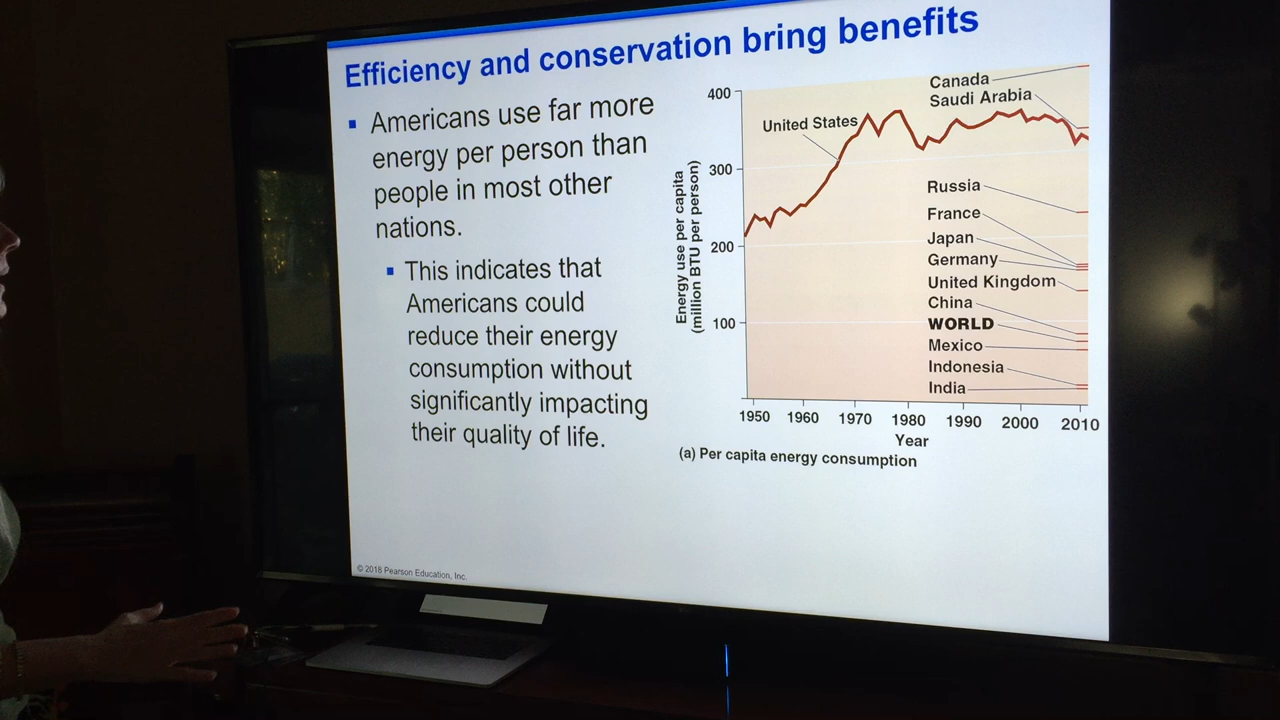 Efficiency and conservation bring benefits
▪ Americans use far more
energy per person than
people in most other
nations.
▪ This indicates that
Americans could
reduce their energy
consumption without
significantly impacting
their quality of life.
Energy use per capita
(million BTU per person)
400
300
200
100
United States
Canada
Saudi Arabia
Russia
France
Japan
Germany
United Kingdom
China
WORLD
Mexico
Indonesia
India
1950 1960 1970 1980 1990 2000 2010
Year
(a) Per capita energy consumption
© 2018 Pearson Education, Inc.